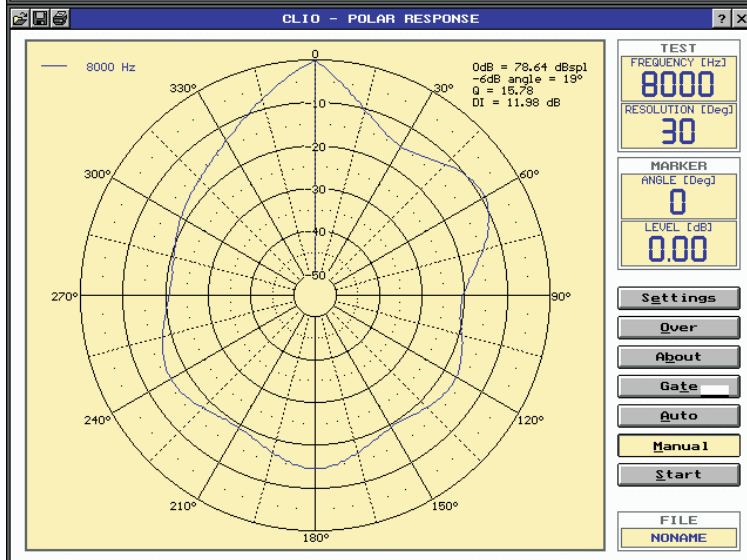 CLIO - POLAR RESPONSE
? X
8000 Hz
0dB = 78.64 dBspl
-6dB angle = 19°
Q = 15.78
DI = 11.98 dB
0
330°
30°
-10
-20
300°
60°
-30
-40
-50
270°
90°
240°
120°
210°
150°
180°
TEST
FREQUENCY [Hz]
8000
RESOLUTION [Deg]
30
MARKER
ANGLE [Deg]
0
LEVEL [dB]
0.00
Settings
Over
About
Gate
Auto
Manual
Start
FILE
NONAME